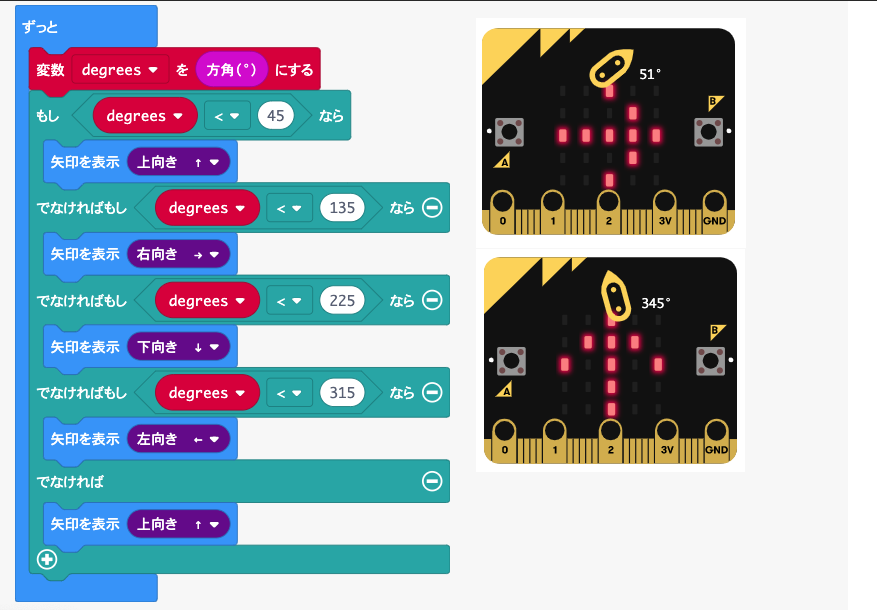 ずっと
変数 degrees ▼ を 方角(°) にする
もし degrees ▼ < ▼ 45 なら
矢印を表示 上向き ↑ ▼
でなければもし degrees ▼ < ▼ 135 なら
矢印を表示 右向き → ▼
でなければもし degrees ▼ < ▼ 225 なら
矢印を表示 下向き ↓ ▼
でなければもし degrees ▼ < ▼ 315 なら
矢印を表示 左向き ← ▼
でなければ
矢印を表示 上向き ↑ ▼
51°
B
A
0 1 2 3V GND
345°
B
A
0 1 2 3V GND